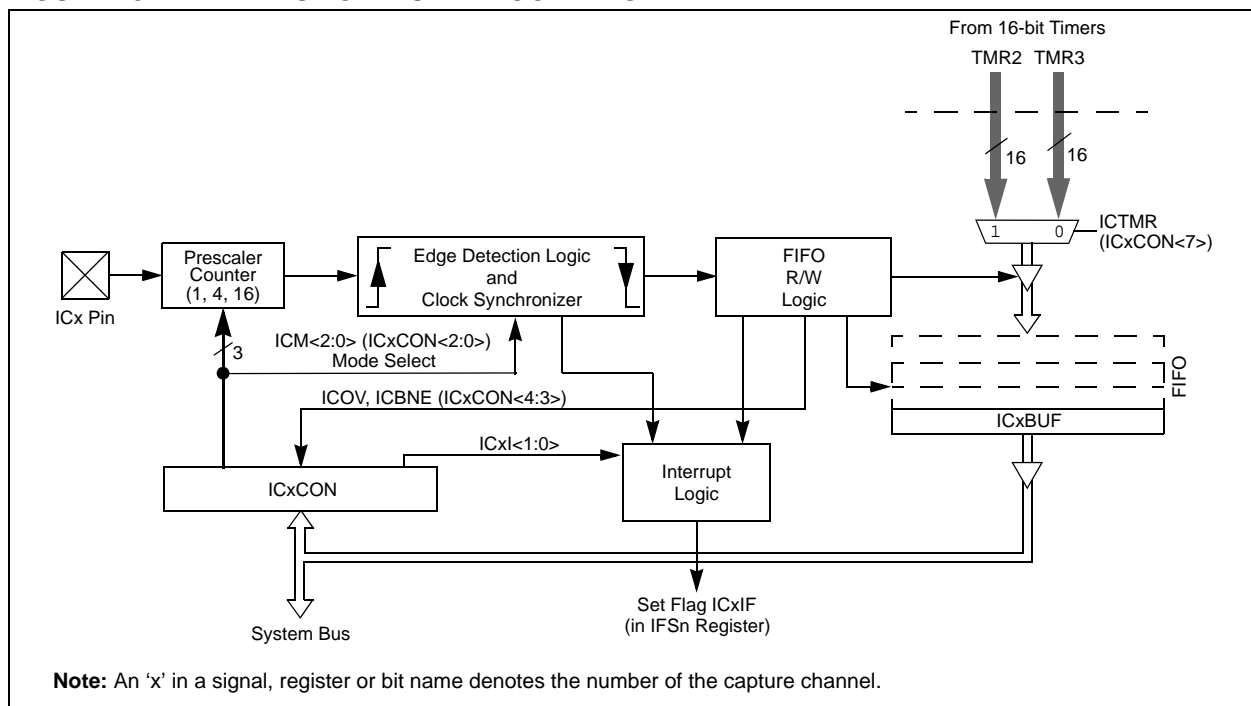 From 16-bit Timers
TMR2 TMR3
16 16
1 0
ICTMR
(ICxCON<7>)
Prescaler
Counter
(1, 4, 16)
Edge Detection Logic
and
Clock Synchronizer
FIFO
R/W
Logic
ICx Pin
3
ICM<2:0> (ICxCON<2:0>)
Mode Select
FIFO
ICOV, ICBNE (ICxCON<4:3>)
ICxBUF
ICxI<1:0>
ICxCON
Interrupt
Logic
Set Flag ICxIF
(in IFSn Register)
System Bus
Note: An ‘x’ in a signal, register or bit name denotes the number of the capture channel.